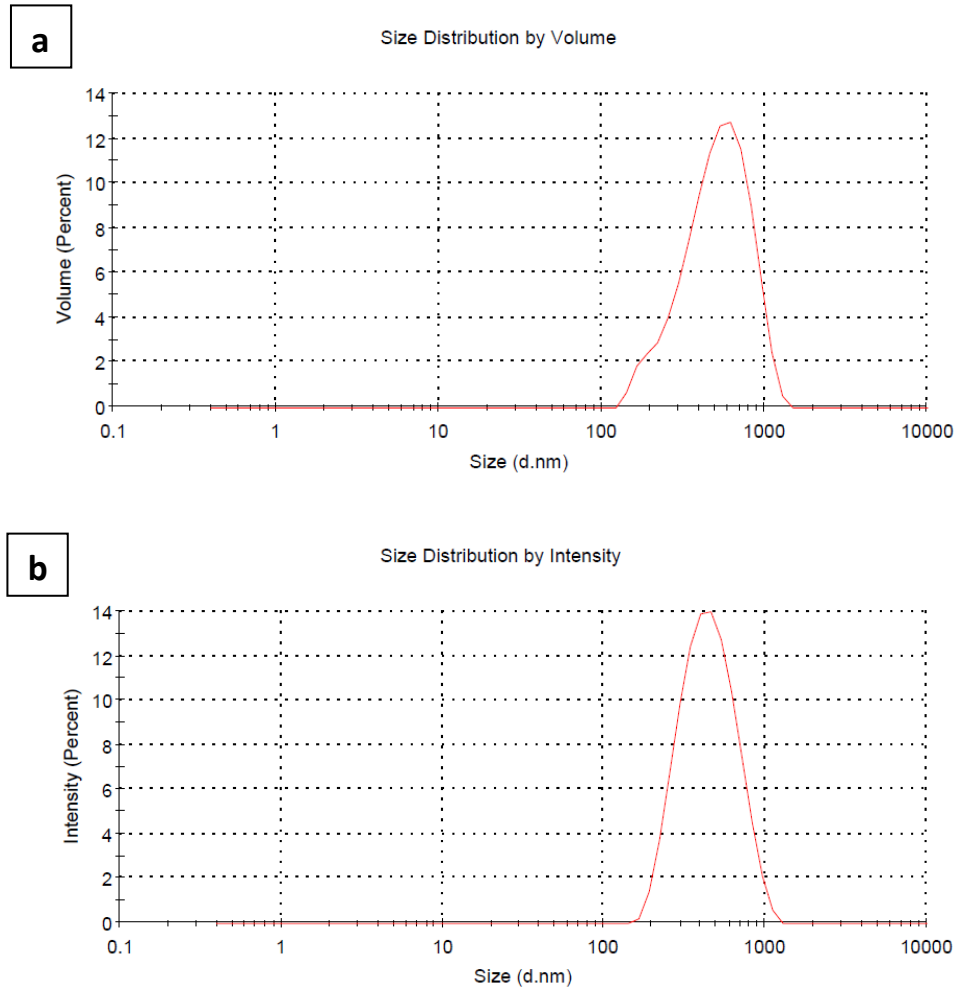 a
Size Distribution by Volume
14
12
10
8
6
4
2
0
Volume (Percent)
0.1 1 10 100 1000 10000
Size (d.nm)
b
Size Distribution by Intensity
14
12
10
8
6
4
2
0
Intensity (Percent)
0.1 1 10 100 1000 10000
Size (d.nm)